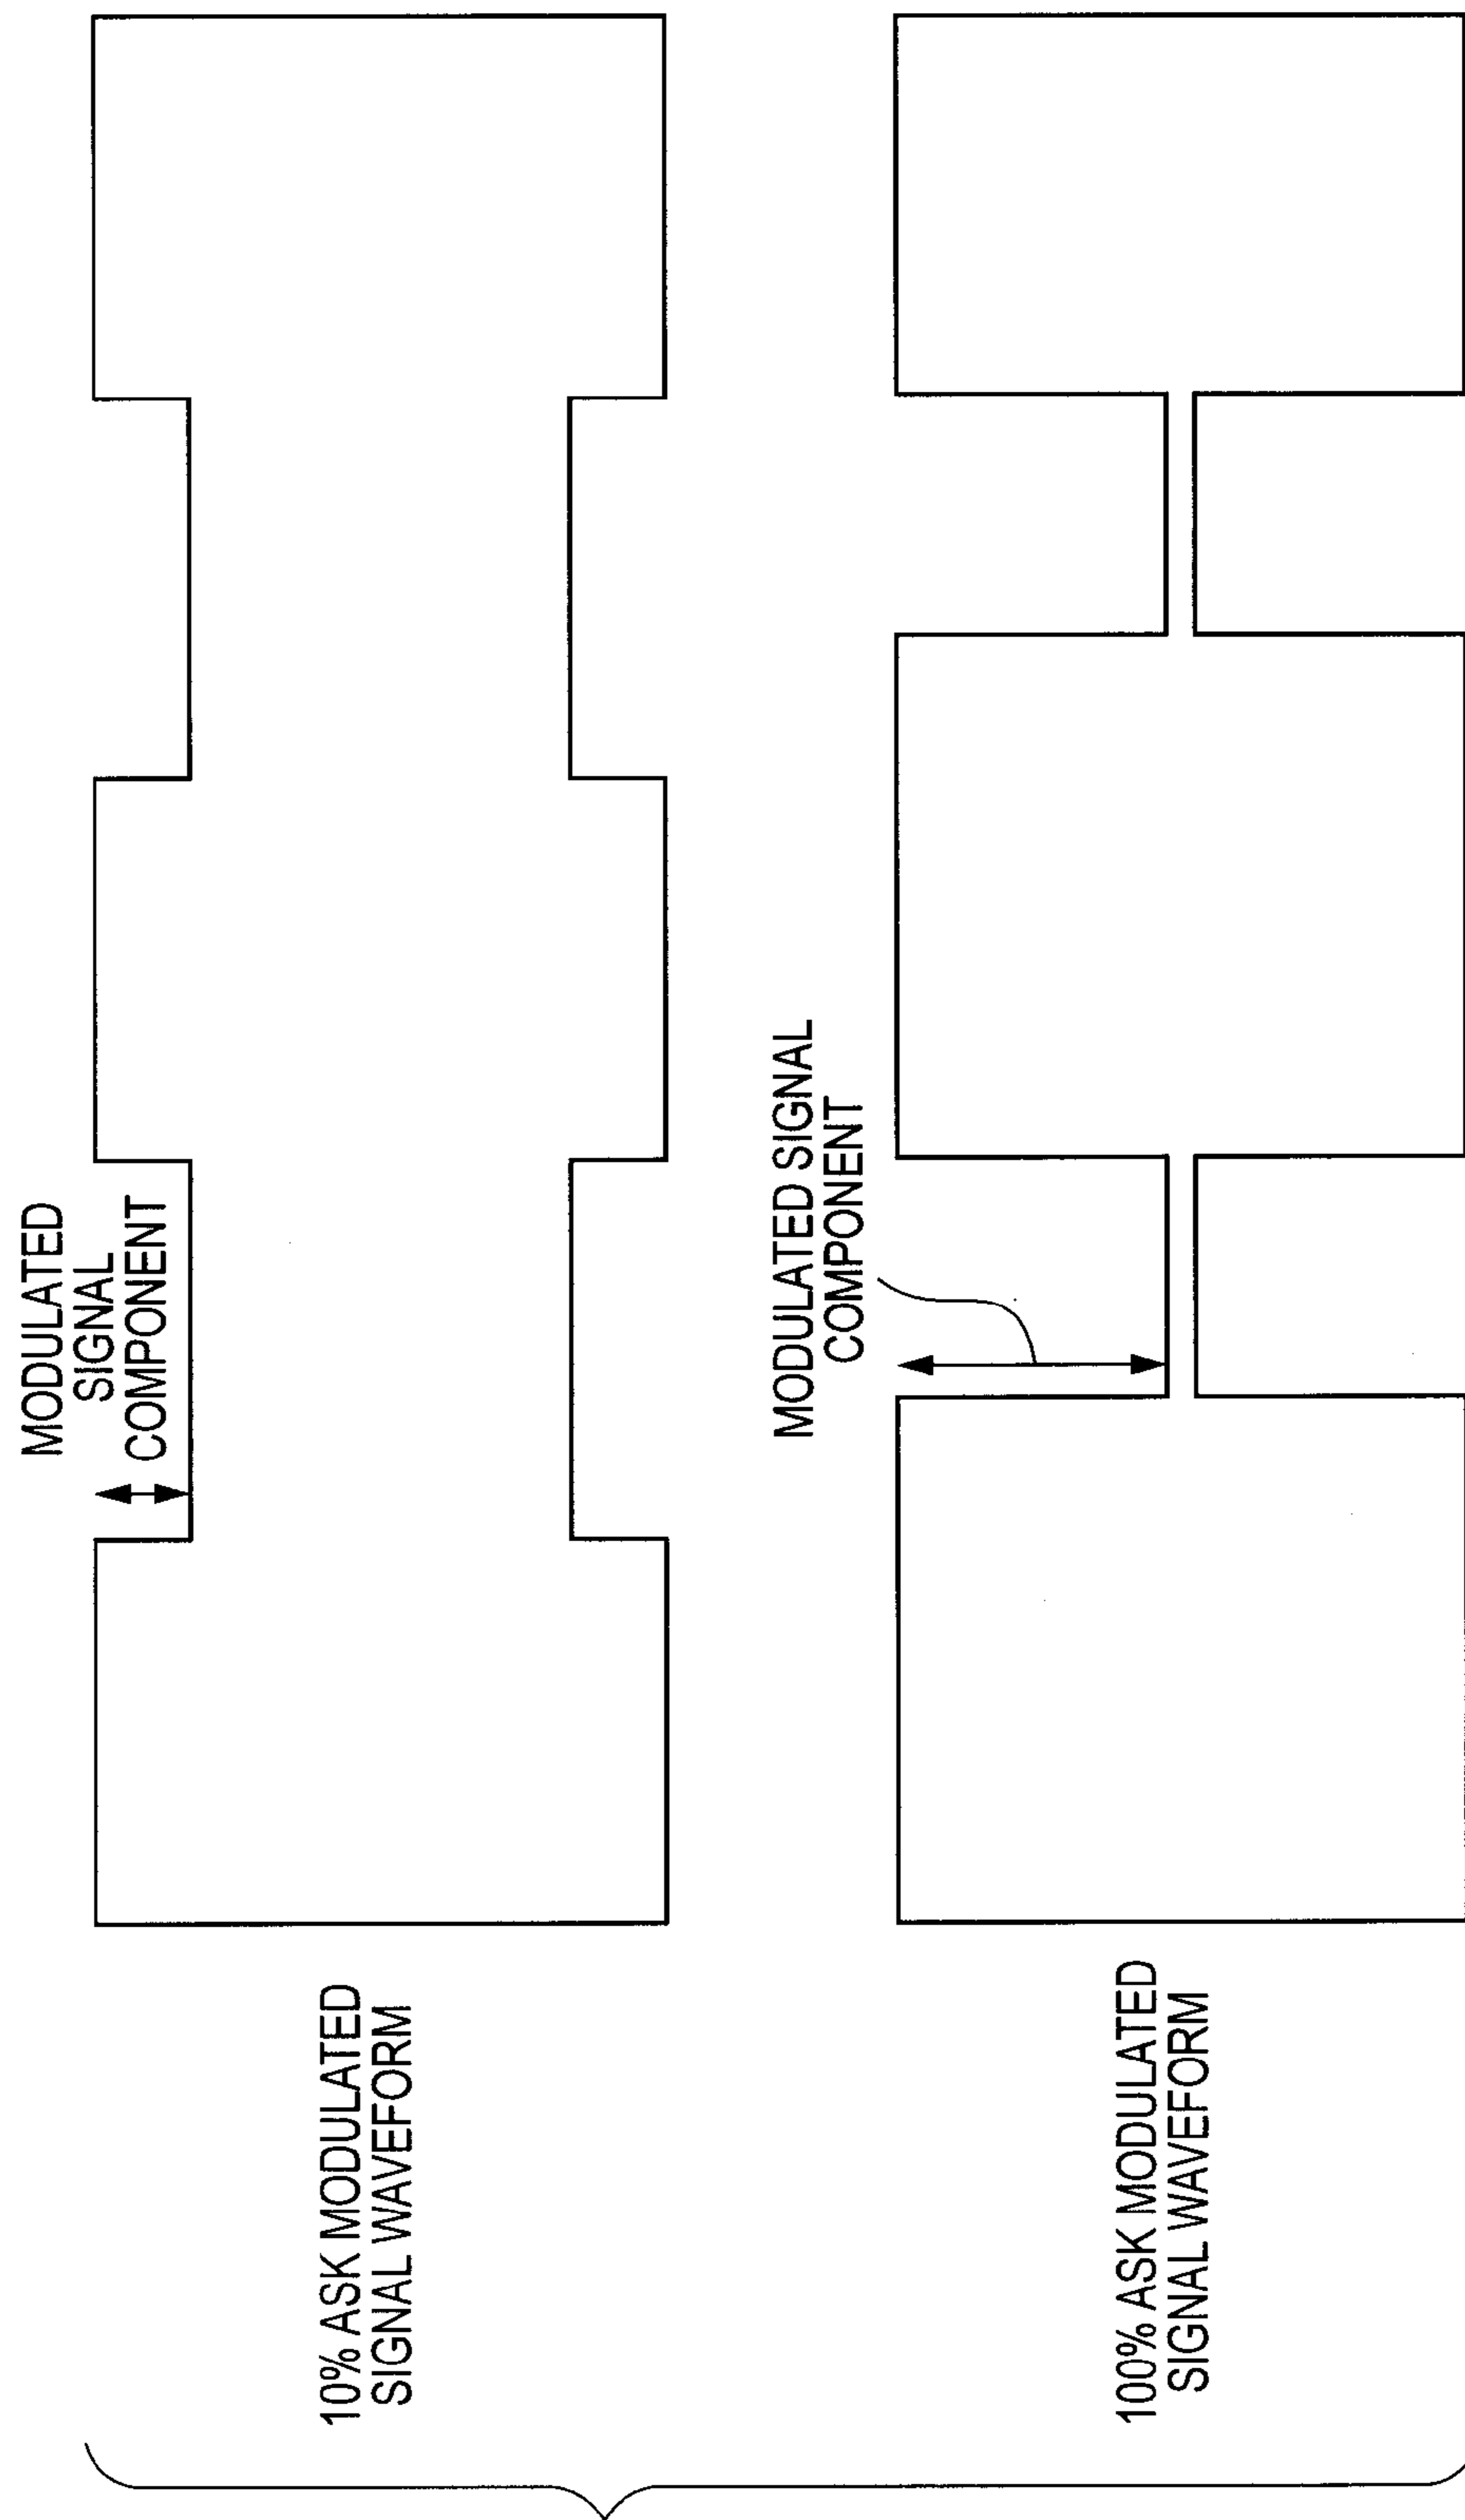 10% ASK MODULATED
SIGNAL WAVEFORM
MODULATED
SIGNAL
COMPONENT
100% ASK MODULATED
SIGNAL WAVEFORM
MODULATED SIGNAL
COMPONENT